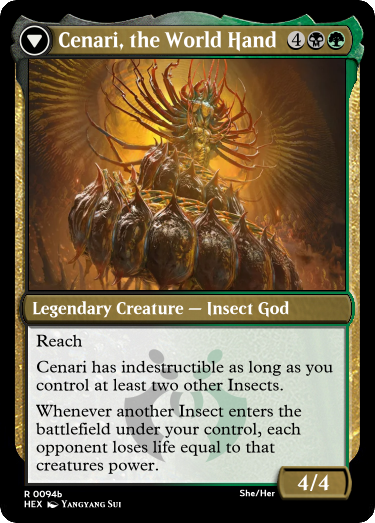 Cenari, the World Hand 4
Legendary Creature — Insect God
Reach
Cenari has indestructible as long as you
control at least two other Insects.
Whenever another Insect enters the
battlefield under your control, each
opponent loses life equal to that
creatures power.
4/4
R 0094b
She/Her
HEX Yangyang Sui